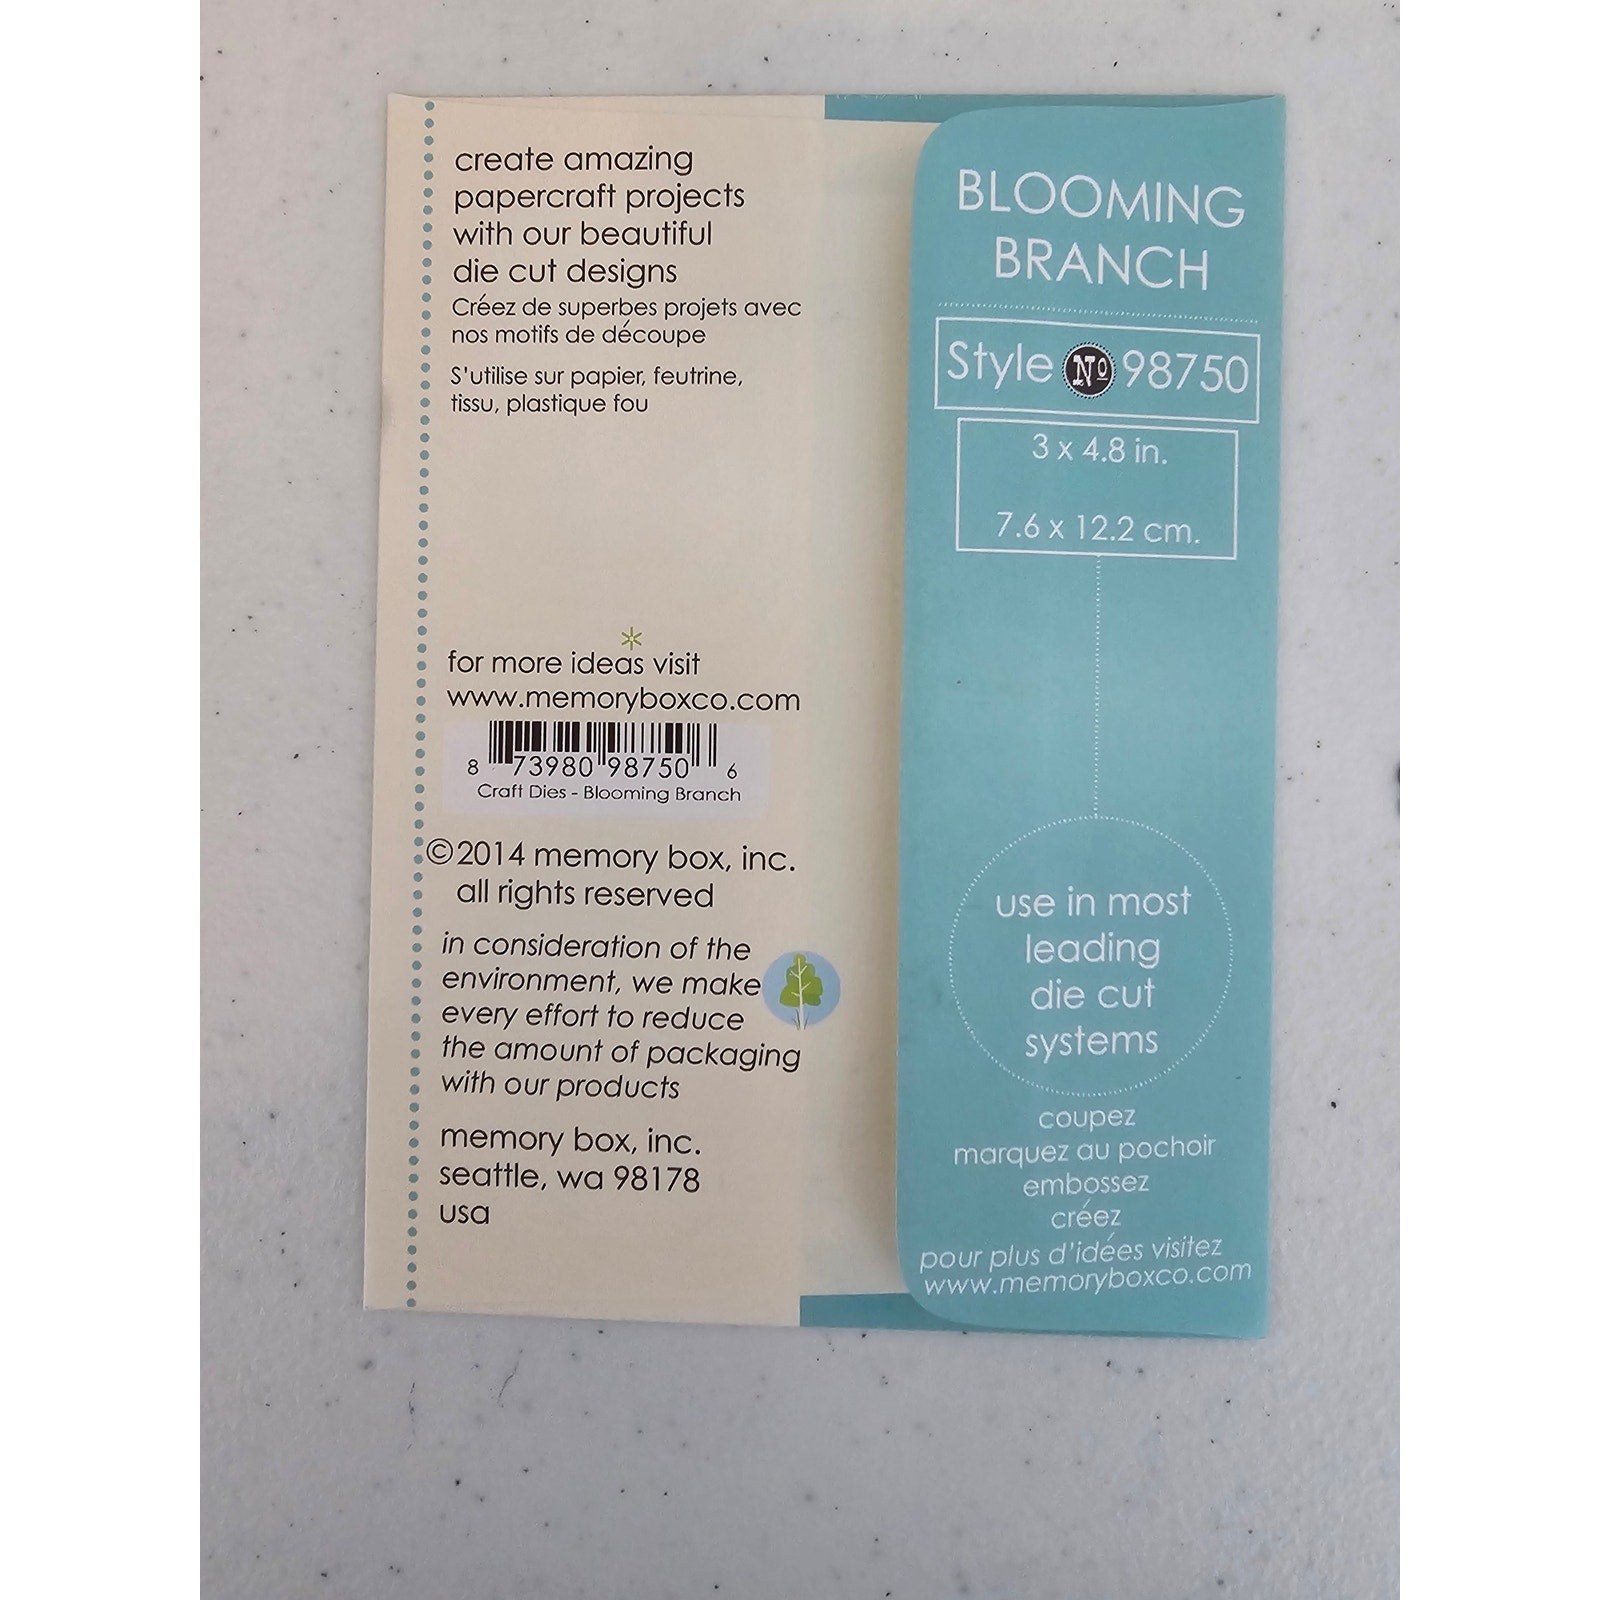 create amazing
papercraft projects
with our beautiful
die cut designs
Créez de superbes projets avec
nos motifs de découpe
S'utilise sur papier, feutrine,
tissu, plastique fou
for more ideas visit
www.memoryboxco.com
8 73980 98750 6
Craft Dies - Blooming Branch
©2014 memory box, inc.
all rights reserved
in consideration of the
environment, we make
every effort to reduce
the amount of packaging
with our products
memory box, inc.
seattle, wa 98178
usa
BLOOMING
BRANCH
Style No 98750
3 x 4.8 in.
7.6 x 12.2 cm.
use in most
leading
die cut
systems
coupez
marquez au pochoir
embossez
créez
pour plus d'idées visitez
www.memoryboxco.com